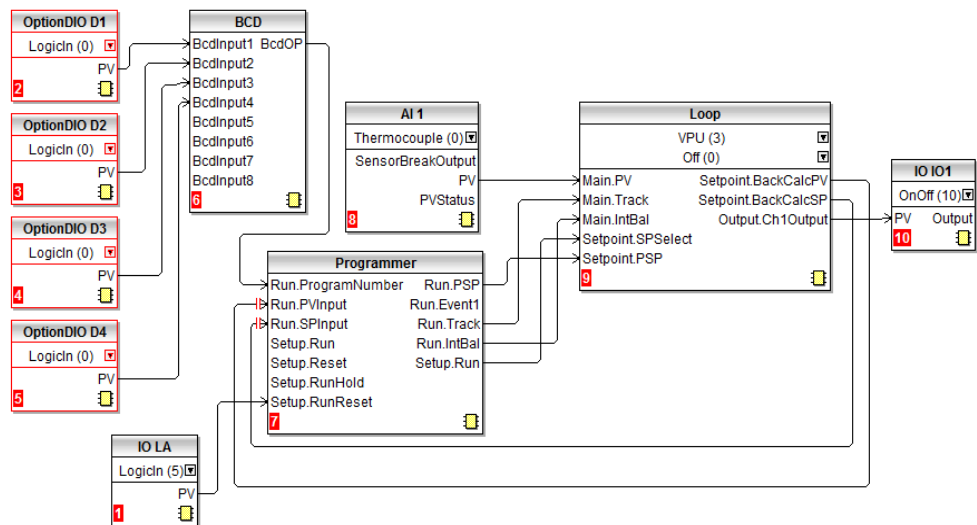 OptionDIO D1
LogicIn (0)
PV
2
OptionDIO D2
LogicIn (0)
PV
3
OptionDIO D3
LogicIn (0)
PV
4
OptionDIO D4
LogicIn (0)
PV
5
IO LA
LogicIn (5)
PV
1
BCD
BcdInput1 BcdOP
BcdInput2
BcdInput3
BcdInput4
BcdInput5
BcdInput6
BcdInput7
BcdInput8
6
AI 1
Thermocouple (0)
SensorBreakOutput
PV
PVStatus
8
Programmer
Run.ProgramNumber Run.PSP
Run.PVInput Run.Event1
Run.SPInput Run.Track
Setup.Run Run.IntBal
Setup.Reset Setup.Run
Setup.RunHold
Setup.RunReset
7
Loop
VPU (3)
Off (0)
Main.PV Setpoint.BackCalcPV
Main.Track Setpoint.BackCalcSP
Main.IntBal Output.Ch1Output
Setpoint.SPSelect
Setpoint.PSP
9
IO IO1
OnOff (10)
PV Output
10